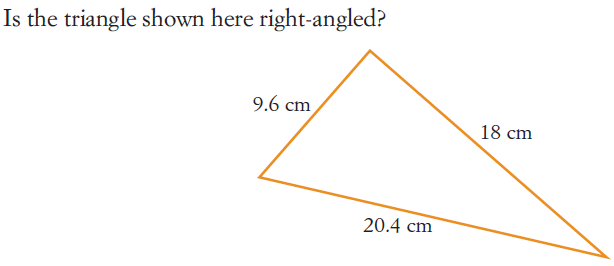 Is the triangle shown here right-angled?
9.6 cm
18 cm
20.4 cm